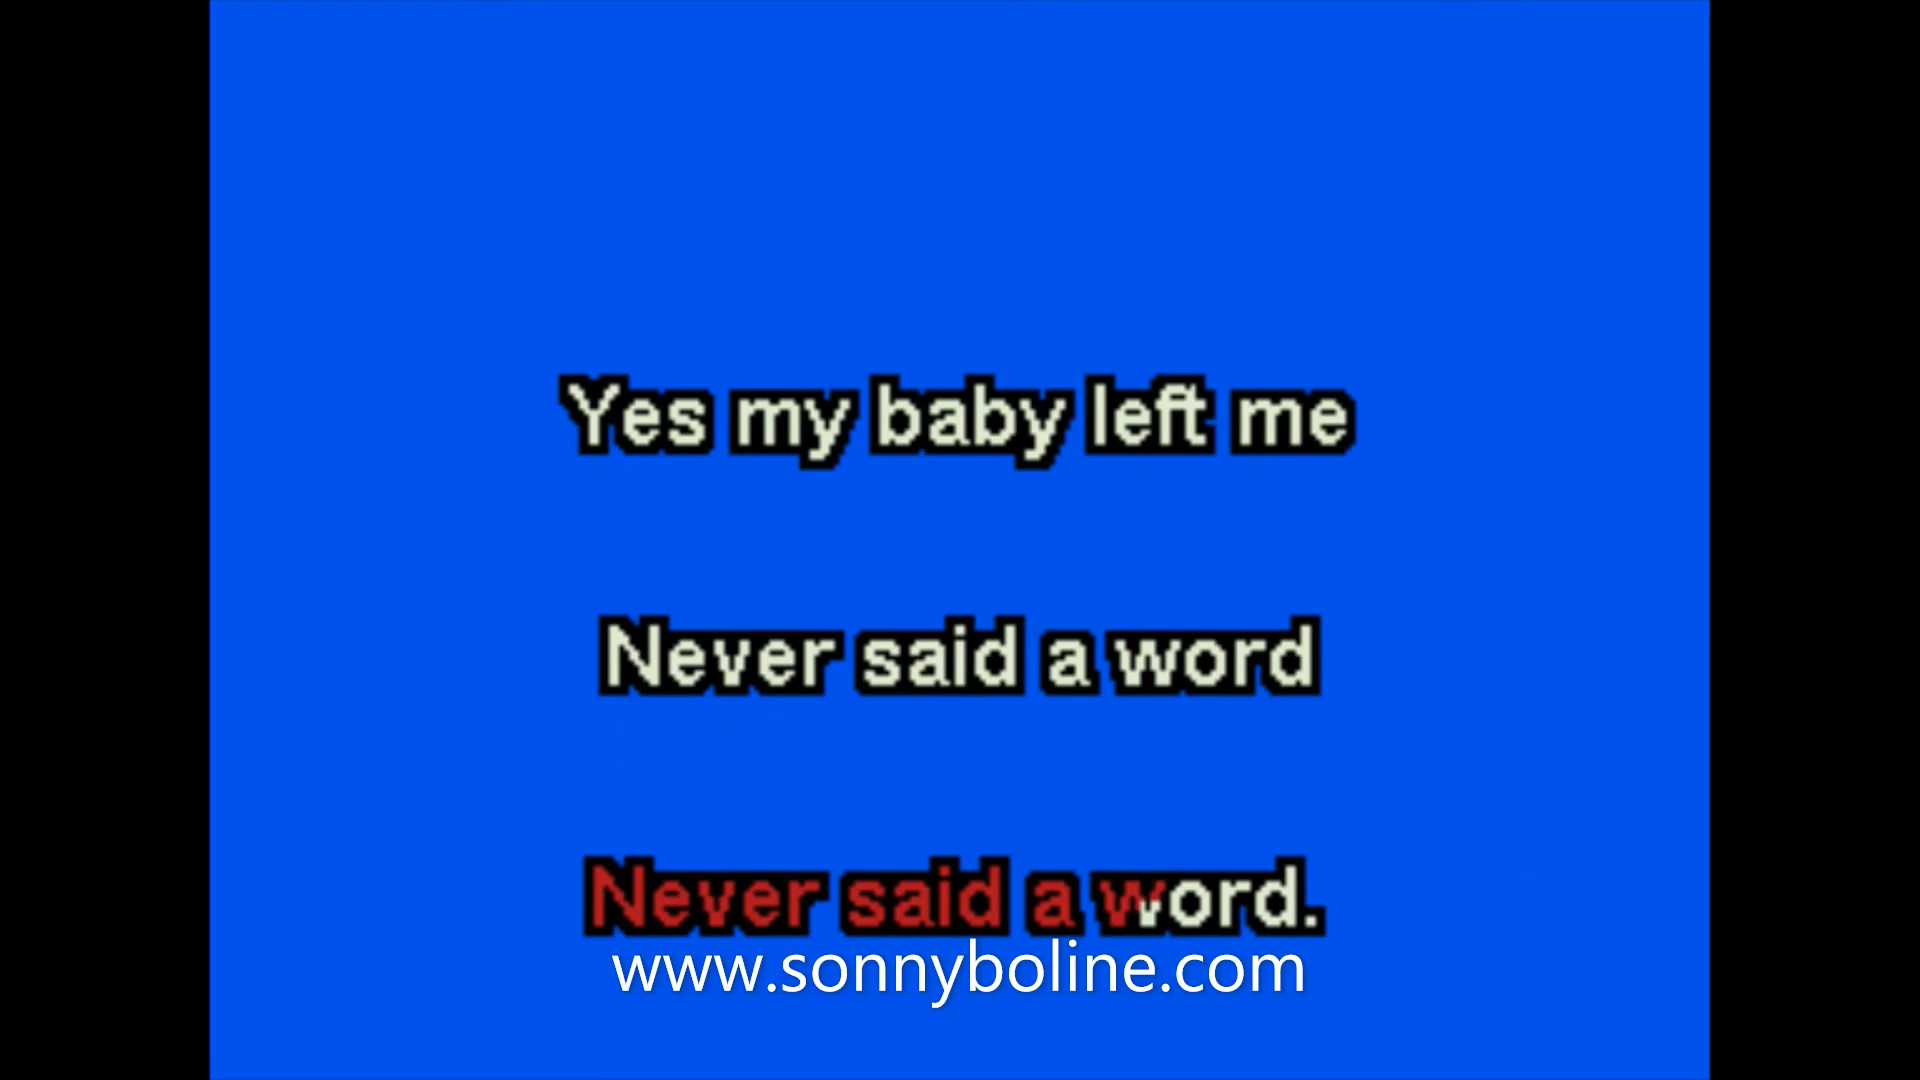 Yes my baby left me
Never said a word
Never said a word.
www.sonnyboline.com